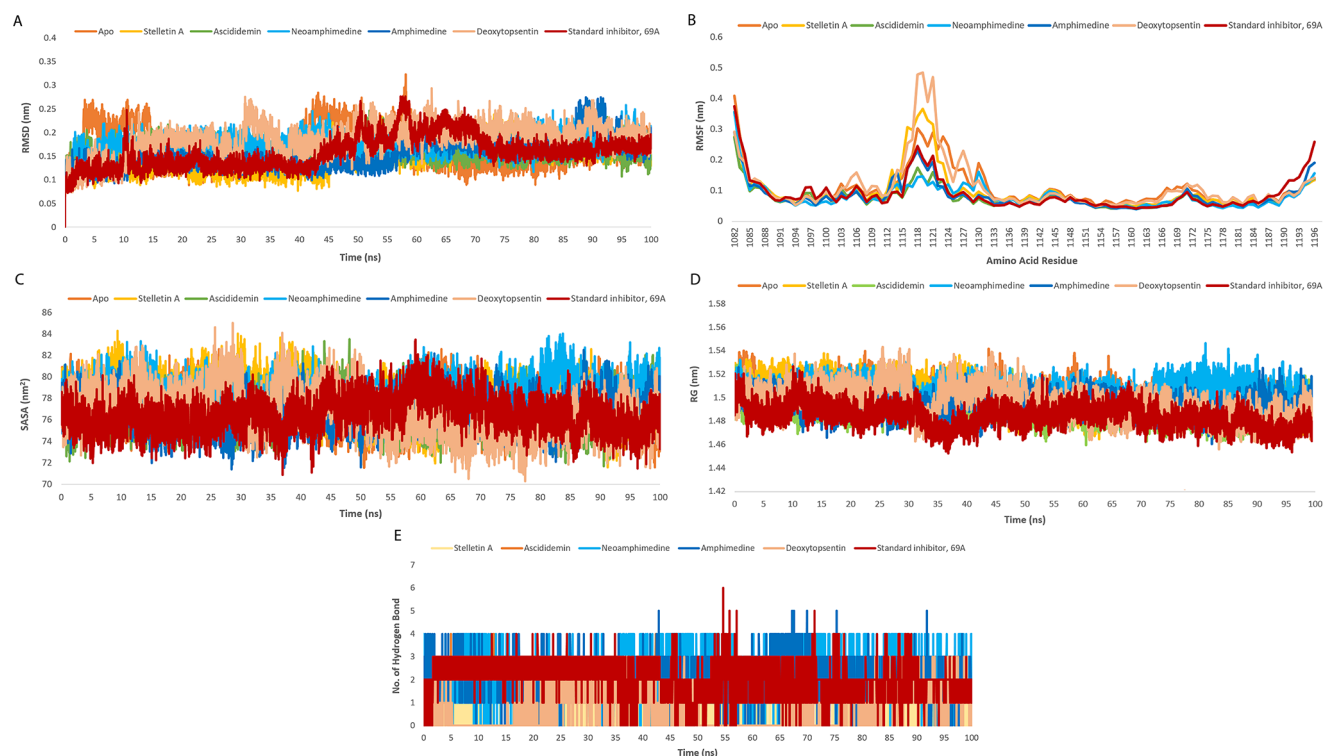 A
Apo Stelletin A Ascididemin Neoamphimedine Amphimedine Deoxytopsentin Standard inhibitor, 69A
RMSD (nm)
0.4
0.35
0.3
0.25
0.2
0.15
0.1
0.05
0
0 5 10 15 20 25 30 35 40 45 50 55 60 65 70 75 80 85 90 95 100
Time (ns)
B
Apo Stelletin A Ascididemin Neoamphimedine Amphimedine Deoxytopsentin Standard inhibitor, 69A
RMSF (nm)
0.6
0.5
0.4
0.3
0.2
0.1
0
1082 1085 1088 1091 1094 1097 1100 1103 1106 1109 1112 1115 1118 1121 1124 1127 1130 1133 1136 1139 1142 1145 1148 1151 1154 1157 1160 1163 1166 1169 1172 1175 1178 1181 1184 1187 1190 1193 1196
Amino Acid Residue
C
Apo Stelletin A Ascididemin Neoamphimedine Amphimedine Deoxytopsentin Standard inhibitor, 69A
SASA (nm²)
86
84
82
80
78
76
74
72
70
0 5 10 15 20 25 30 35 40 45 50 55 60 65 70 75 80 85 90 95 100
Time (ns)
D
Apo Stelletin A Ascididemin Neoamphimedine Amphimedine Deoxytopsentin Standard inhibitor, 69A
RG (nm)
1.58
1.56
1.54
1.52
1.5
1.48
1.46
1.44
1.42
0 5 10 15 20 25 30 35 40 45 50 55 60 65 70 75 80 85 90 95 100
Time (ns)
E
Stelletin A Ascididemin Neoamphimedine Amphimedine Deoxytopsentin Standard inhibitor, 69A
No. of Hydrogen Bond
7
6
5
4
3
2
1
0
0 5 10 15 20 25 30 35 40 45 50 55 60 65 70 75 80 85 90 95 100
Time (ns)